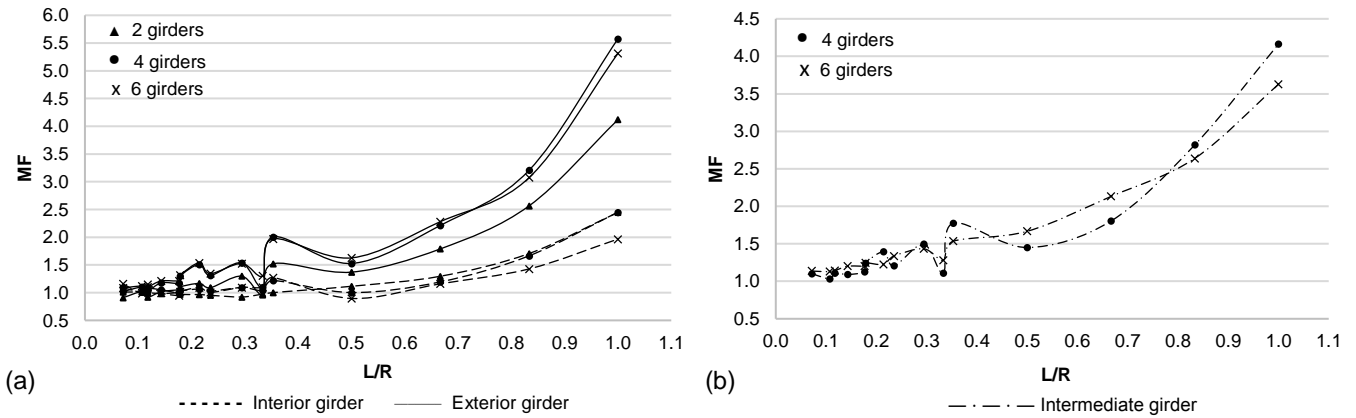 6.0
5.5
5.0
4.5
4.0
3.5
3.0
2.5
2.0
1.5
1.0
0.5
MF
2 girders
4 girders
6 girders
0.0 0.1 0.2 0.3 0.4 0.5 0.6 0.7 0.8 0.9 1.0 1.1
L/R
(a)
Interior girder Exterior girder
4.5
4.0
3.5
3.0
2.5
2.0
1.5
1.0
0.5
MF
4 girders
6 girders
0.0 0.1 0.2 0.3 0.4 0.5 0.6 0.7 0.8 0.9 1.0 1.1
L/R
(b)
Intermediate girder